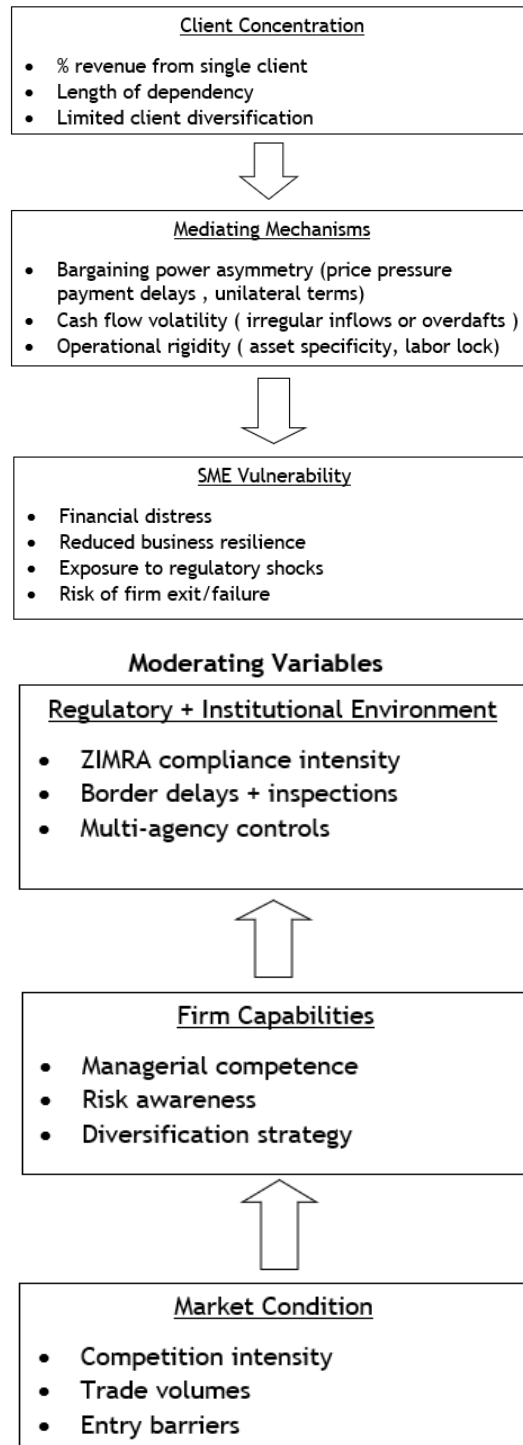 Client Concentration
• % revenue from single client
• Length of dependency
• Limited client diversification
Mediating Mechanisms
• Bargaining power asymmetry (price pressure
payment delays , unilateral terms)
• Cash flow volatility ( irregular inflows or overdafts )
• Operational rigidity ( asset specificity, labor lock)
SME Vulnerability
• Financial distress
• Reduced business resilience
• Exposure to regulatory shocks
• Risk of firm exit/failure
Moderating Variables
Regulatory + Institutional Environment
• ZIMRA compliance intensity
• Border delays + inspections
• Multi-agency controls
Firm Capabilities
• Managerial competence
• Risk awareness
• Diversification strategy
Market Condition
• Competition intensity
• Trade volumes
• Entry barriers